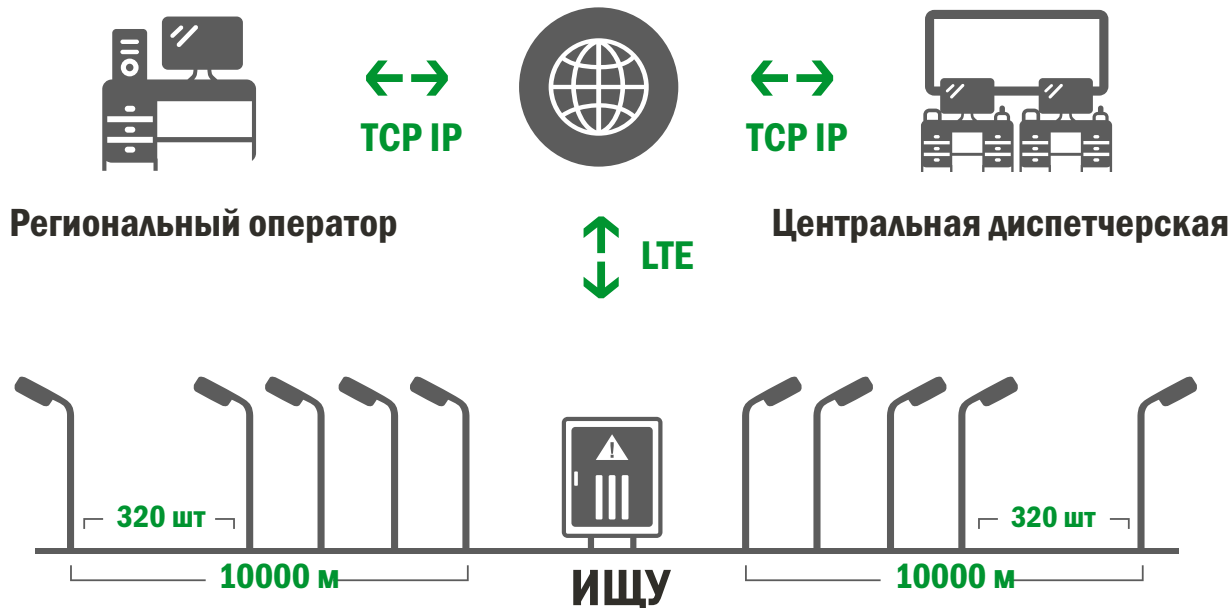 TCP IP
TCP IP
Региональный оператор
Центральная диспетчерская
LTE
!
320 шт
320 шт
10000 м
10000 м
ИЩУ